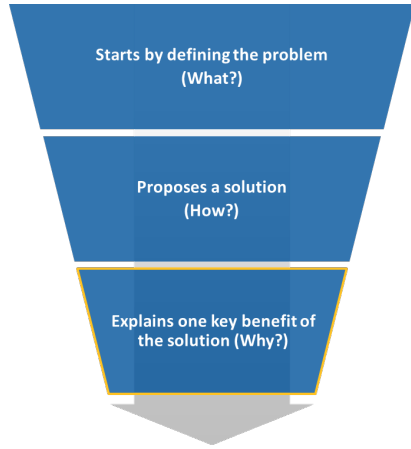 Starts by defining the problem
(What?)
Proposes a solution
(How?)
Explains one key benefit of
the solution (Why?)